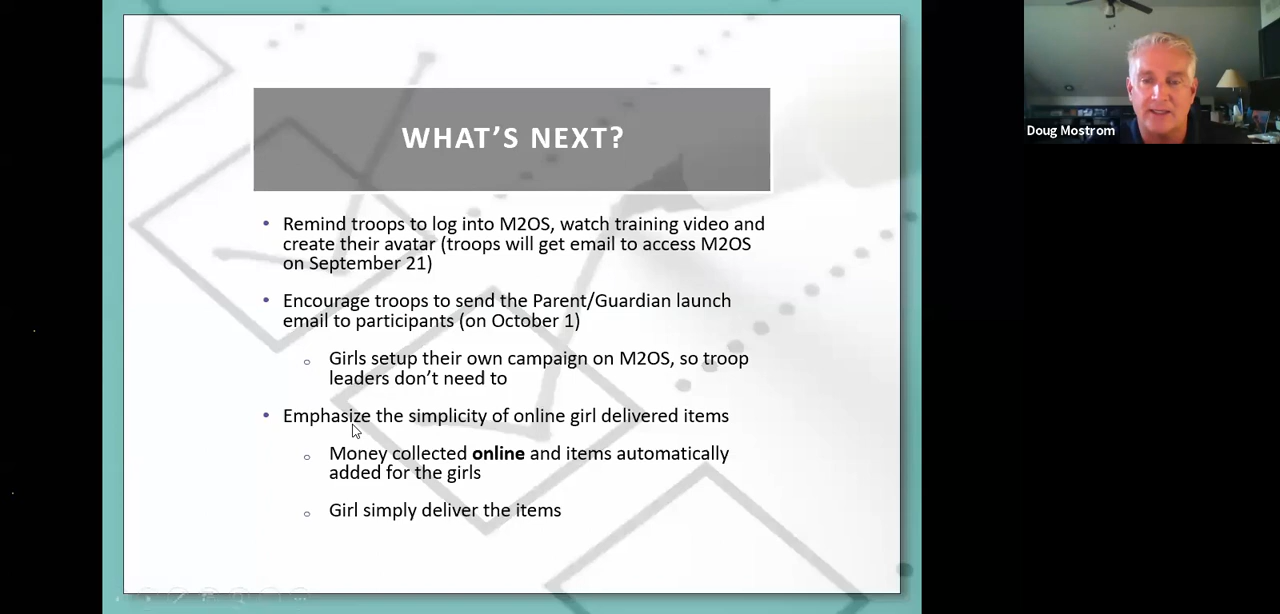 WHAT'S NEXT?
• Remind troops to log into M2OS, watch training video and
create their avatar (troops will get email to access M2OS
on September 21)
• Encourage troops to send the Parent/Guardian launch
email to participants (on October 1)
o Girls setup their own campaign on M2OS, so troop
leaders don't need to
• Emphasize the simplicity of online girl delivered items
o Money collected online and items automatically
added for the girls
o Girl simply deliver the items
Doug Mostrom